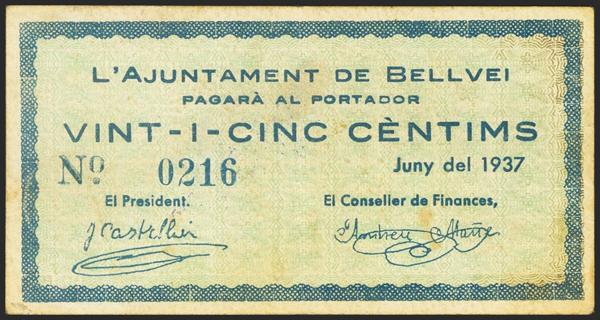 L'AJUNTAMENT DE BELLVEI
PAGARÀ AL PORTADOR
VINT-I-CINC CÈNTIMS
Nº 0216
Juny del 1937
El President.
El Conseller de Finances,
J Castellví